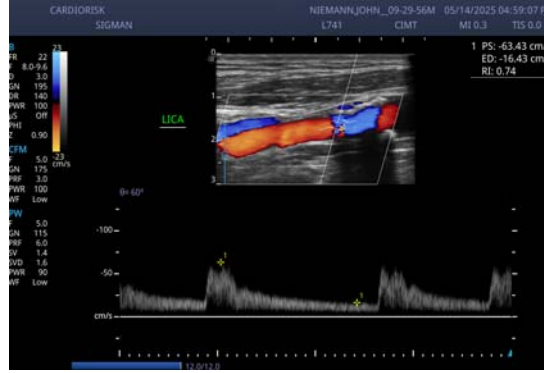 CARDIORISK NIEMANN,JOHN__09-29-56M 05/14/2025 04:59:07 P
SIGMAN L741 CIMT MI 0.3 TIS 0.0
1 PS: -63.43 cm/
ED: -16.43 cm/
RI: 0.74
B
FR 22
F 8.0-9.6
D 3.0
GN 195
DR 140
PWR 100
µS Off
PHI
Z 0.90
23
-23
cm/s
CFM
F 5.0
GN 175
PRF 3.0
PWR 100
WF Low
PW
F 5.0
GN 115
PRF 6.0
SV 1.4
SVD 1.6
PWR 90
WF Low
0
1
2
3
LICA
θ= 60°
-100
-50
cm/s
1
1
12.0/12.0